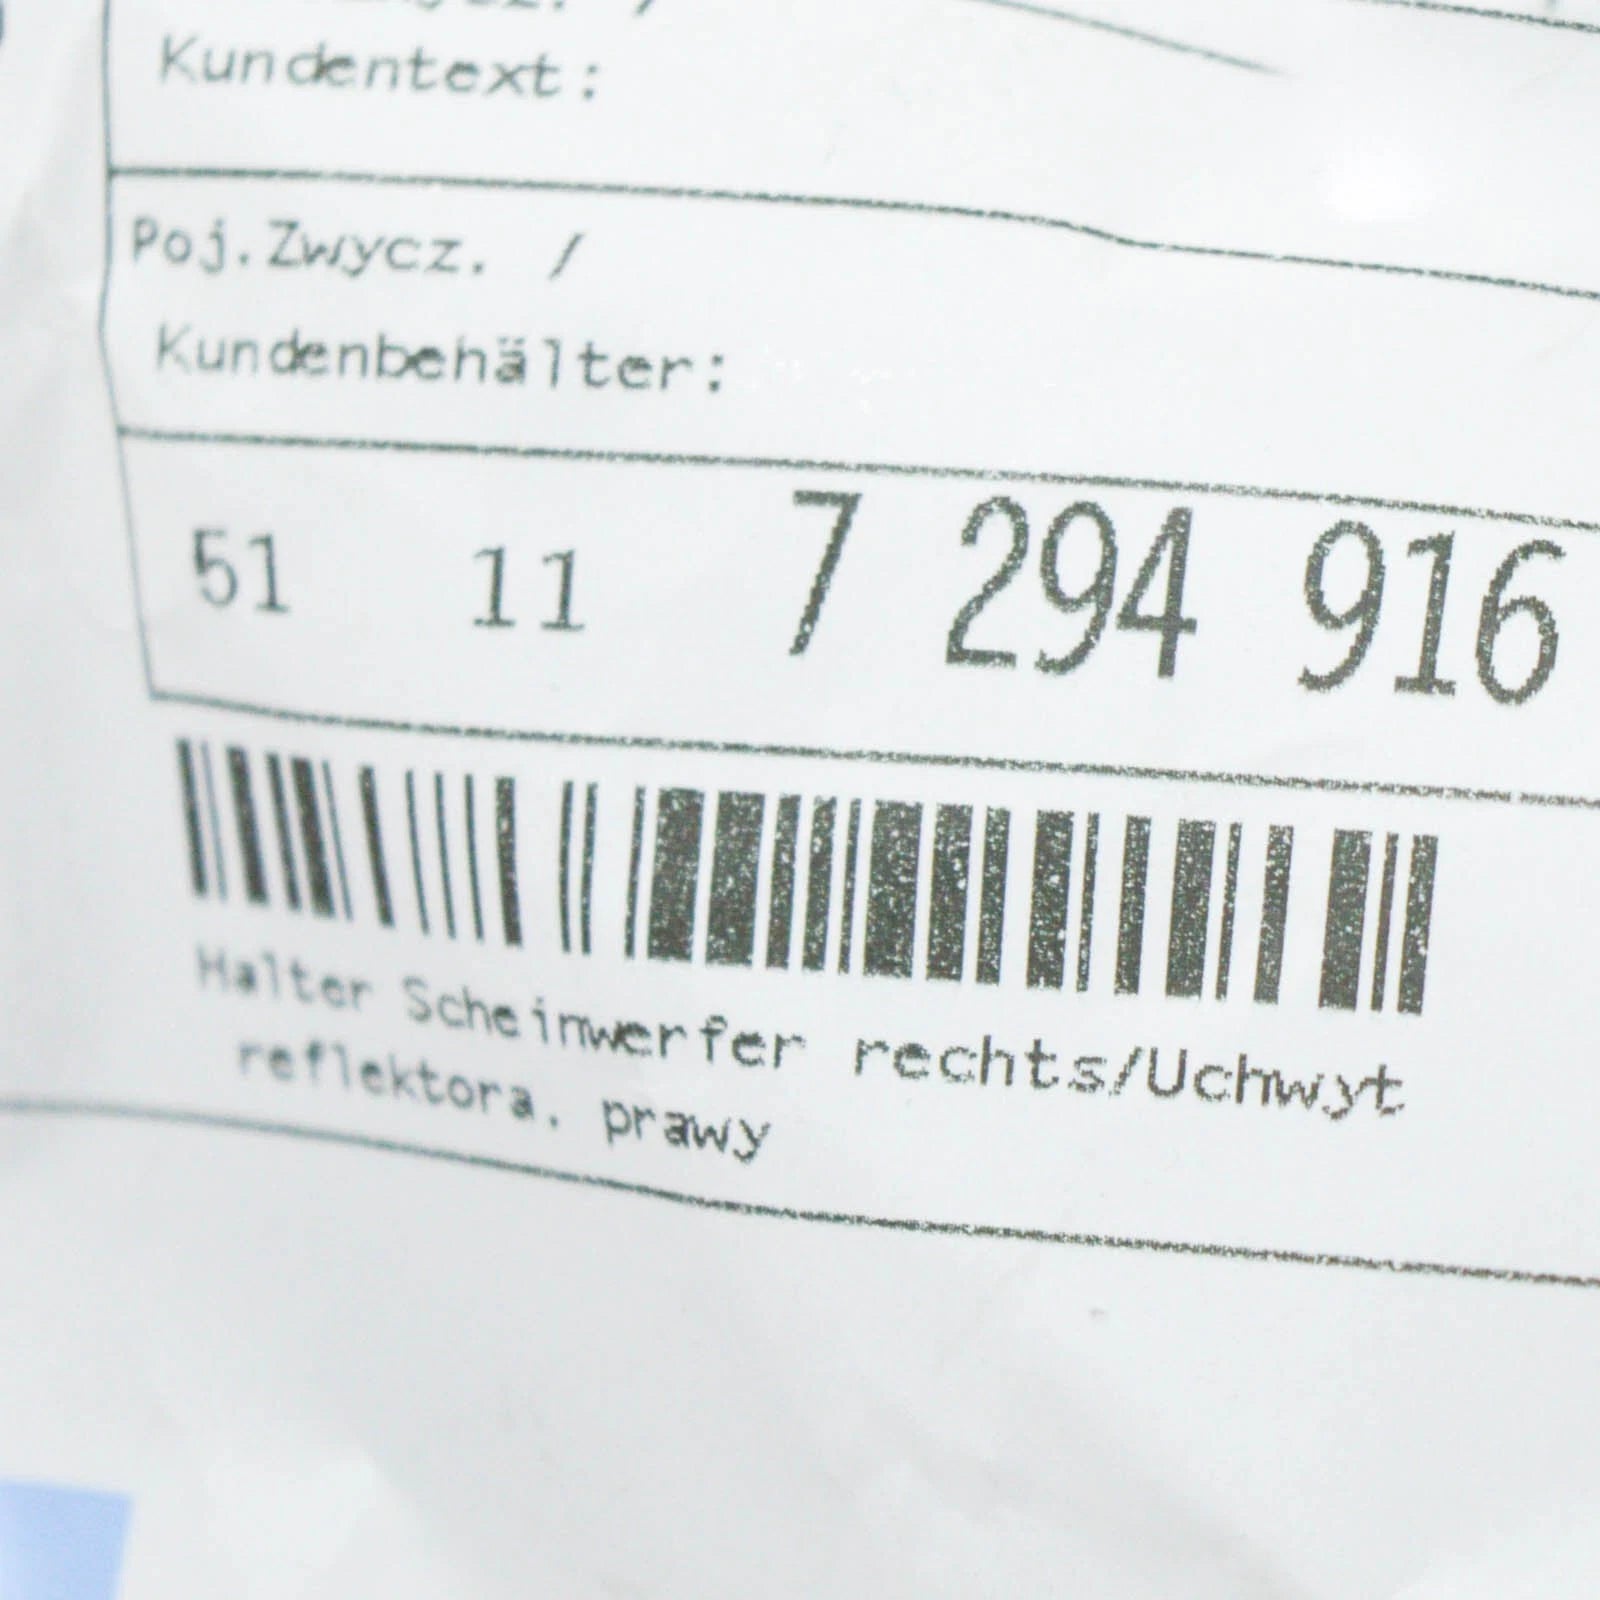 Kundentext:
Poj.Zwycz. /
Kundenbehälter:
51 11 7 294 916
Halter Scheinwerfer rechts/Uchwyt
reflektora. prawy